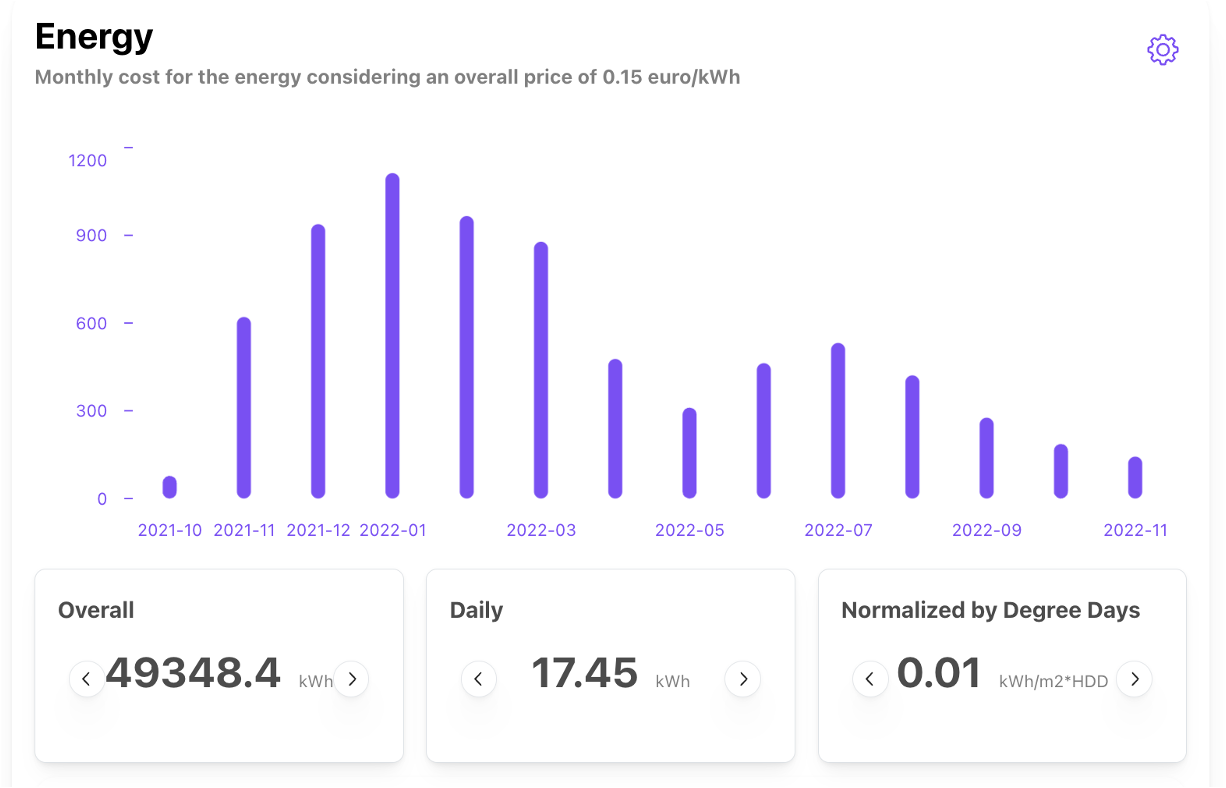 Energy
Monthly cost for the energy considering an overall price of 0.15 euro/kWh
1200
900
600
300
0
2021-10 2021-11 2021-12 2022-01 2022-03 2022-05 2022-07 2022-09 2022-11
Overall
49348.4 kWh
Daily
17.45 kWh
Normalized by Degree Days
0.01 kWh/m2*HDD